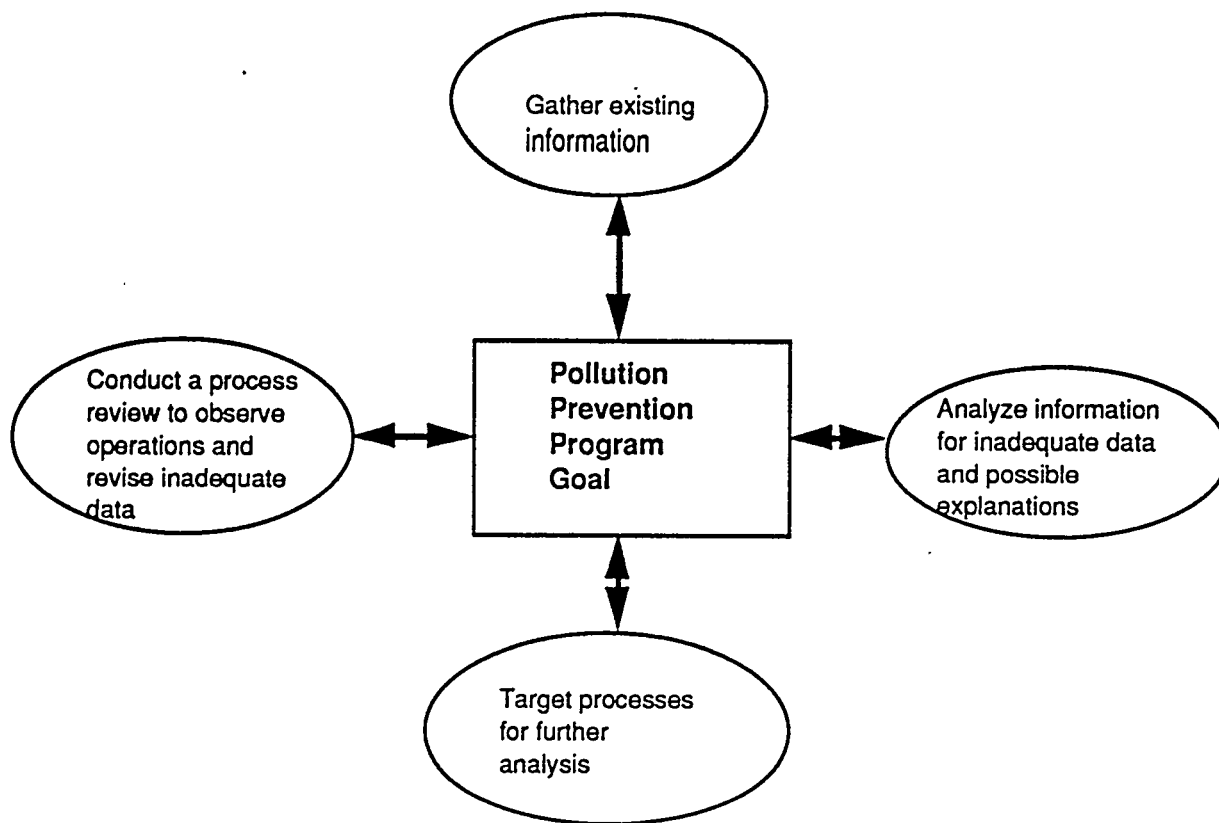 Gather existing
information
Pollution
Prevention
Program
Goal
Conduct a process
review to observe
operations and
revise inadequate
data
Analyze information
for inadequate data
and possible
explanations
Target processes
for further
analysis